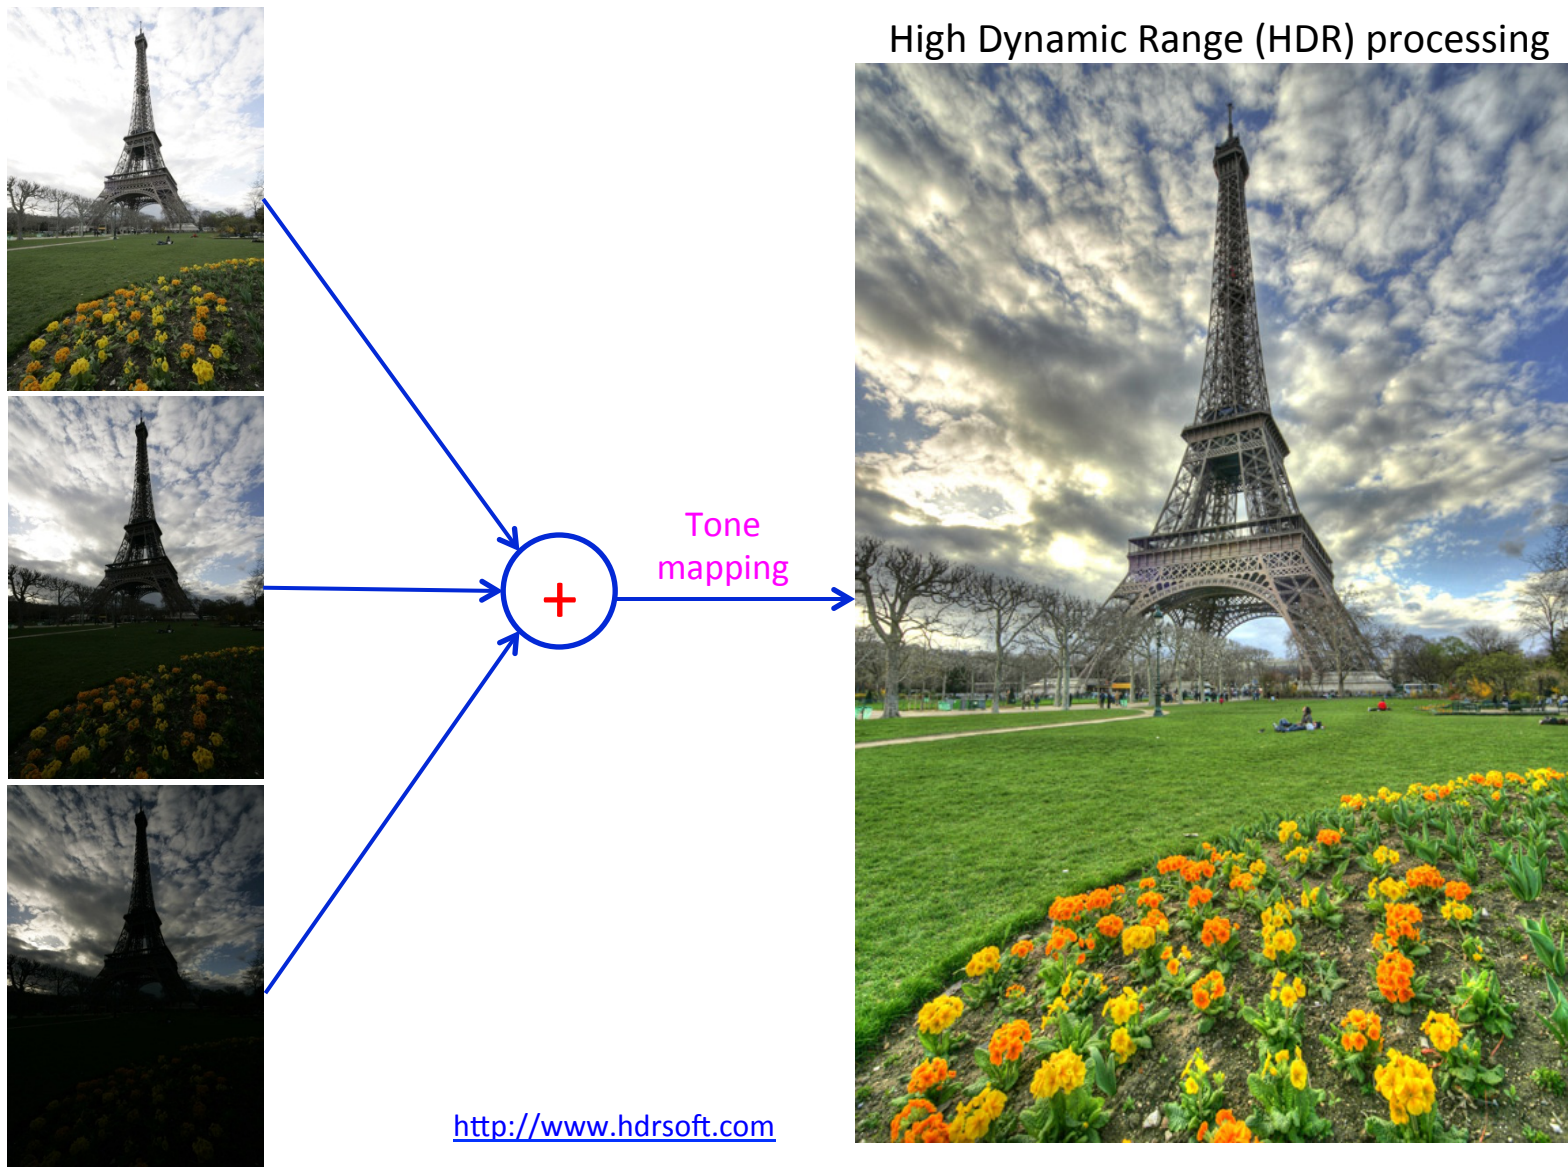 High Dynamic Range (HDR) processing
Tone
mapping
+
http://www.hdrsoft.com